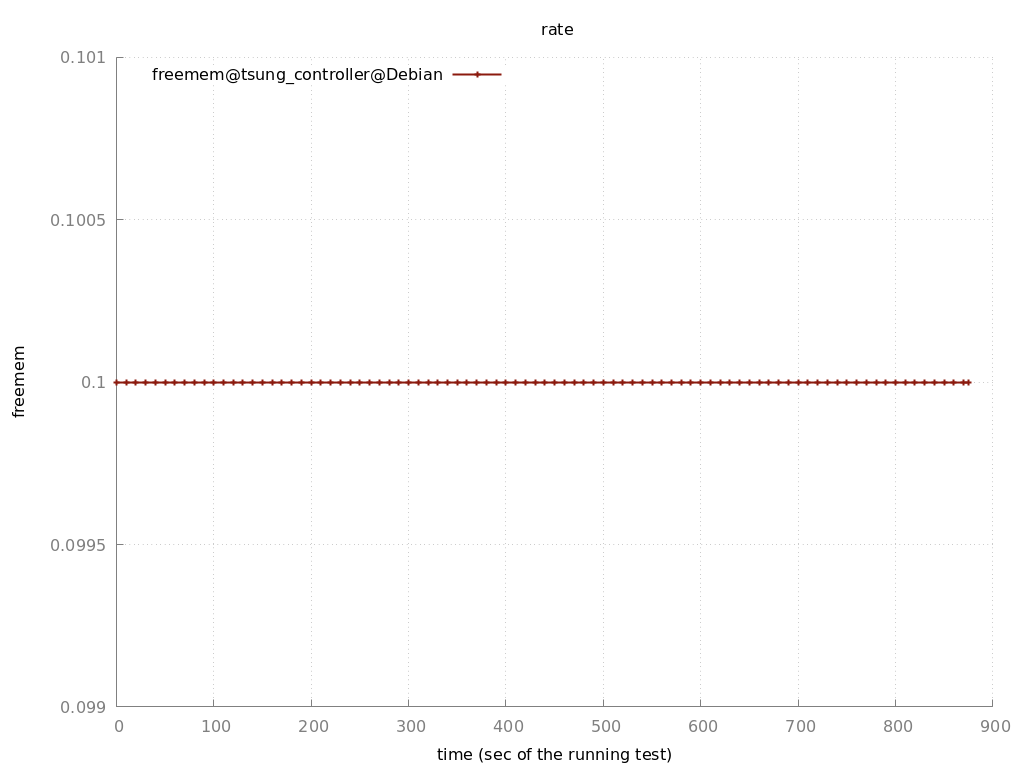 rate
0.101
freemem@tsung_controller@Debian
0.1005
freemem
0.1
0.0995
0.099
0 100 200 300 400 500 600 700 800 900
time (sec of the running test)